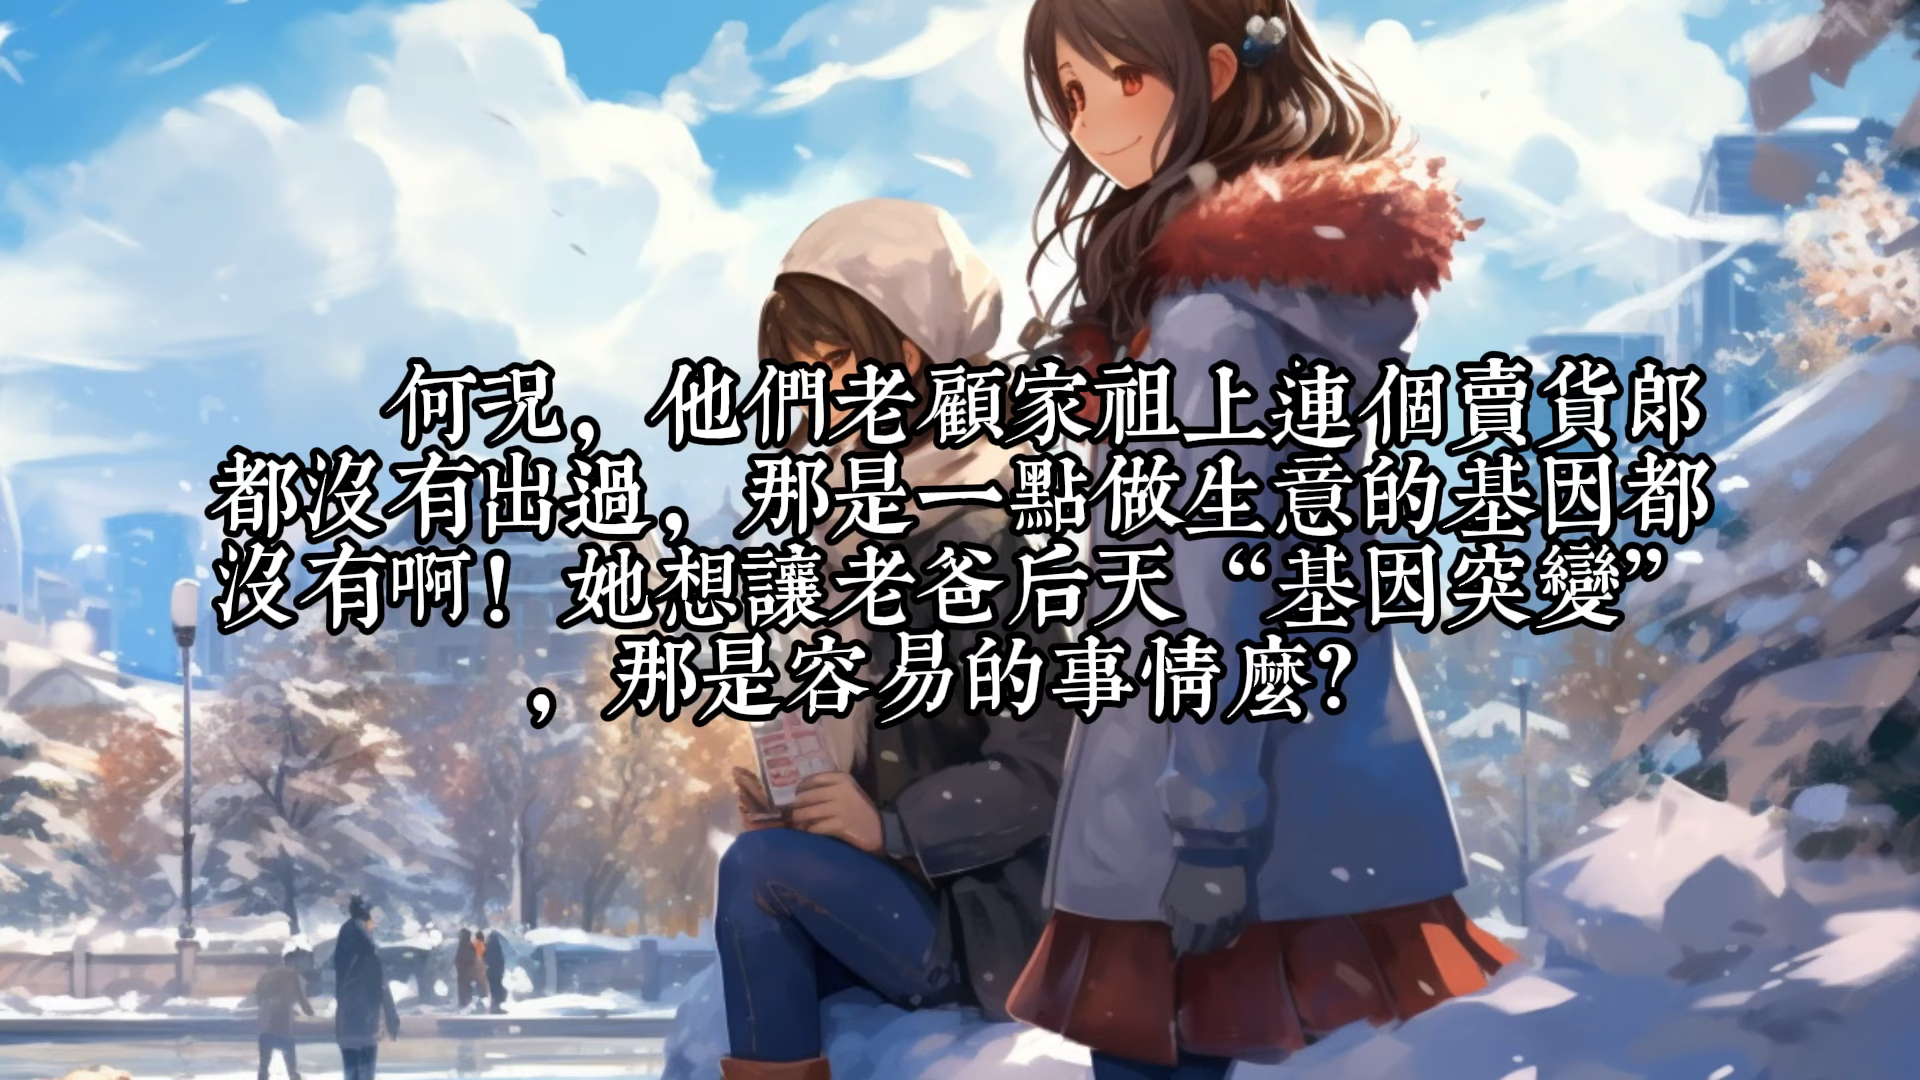 何况，他們老顧家祖上連個賣貨郎
都沒有出過，那是一點做生意的基因都
沒有啊！她想讓老爸后天“基因突變”
，那是容易的事情麼？